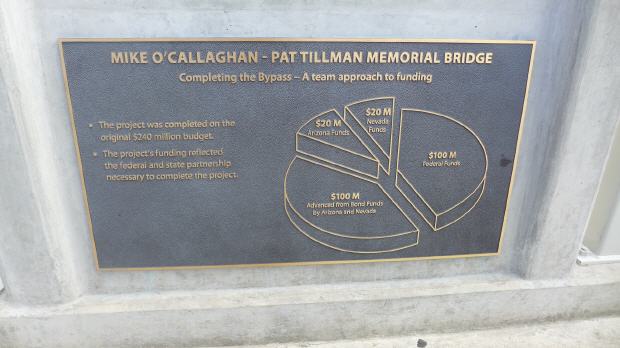 MIKE O'CALLAGHAN - PAT TILLMAN MEMORIAL BRIDGE
Completing the Bypass – A team approach to funding
• The project was completed on the
original $240 million budget.
• The project's funding reflected
the federal and state partnership
necessary to complete the project.
$20 M
Arizona Funds
$20 M
Nevada
Funds
$100 M
Federal Funds
$100 M
Advanced from Bond Funds
by Arizona and Nevada